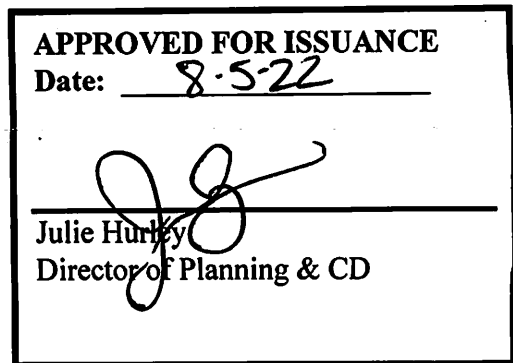 APPROVED FOR ISSUANCE
Date: 8-5-22
Julie Hurley
Director of Planning & CD